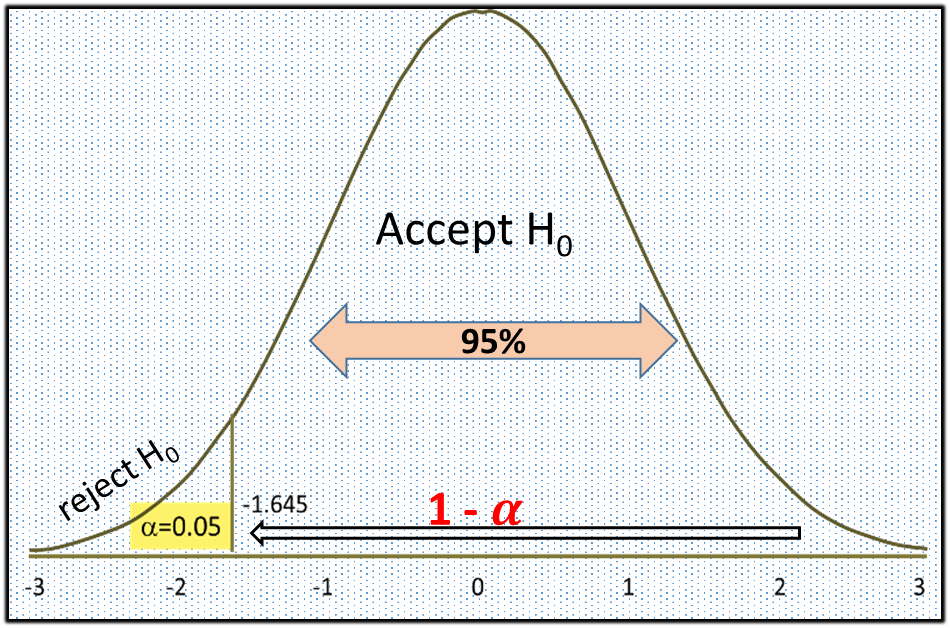 Accept H₀
95%
reject H₀
-1.645
1 - α
α=0.05
-3 -2 -1 0 1 2 3